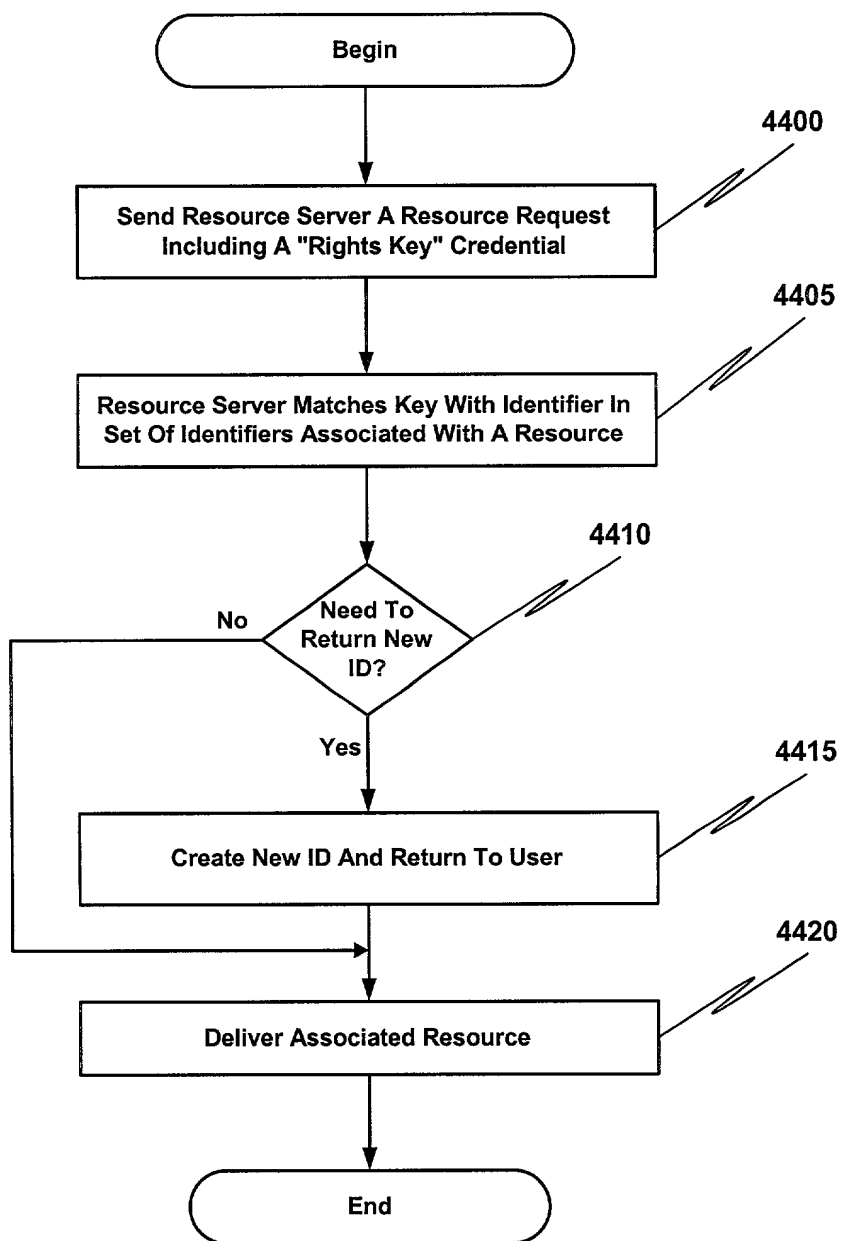 Begin
4400
Send Resource Server A Resource Request
Including A "Rights Key" Credential
4405
Resource Server Matches Key With Identifier In
Set Of Identifiers Associated With A Resource
4410
No
Need To
Return New
ID?
Yes
4415
Create New ID And Return To User
4420
Deliver Associated Resource
End